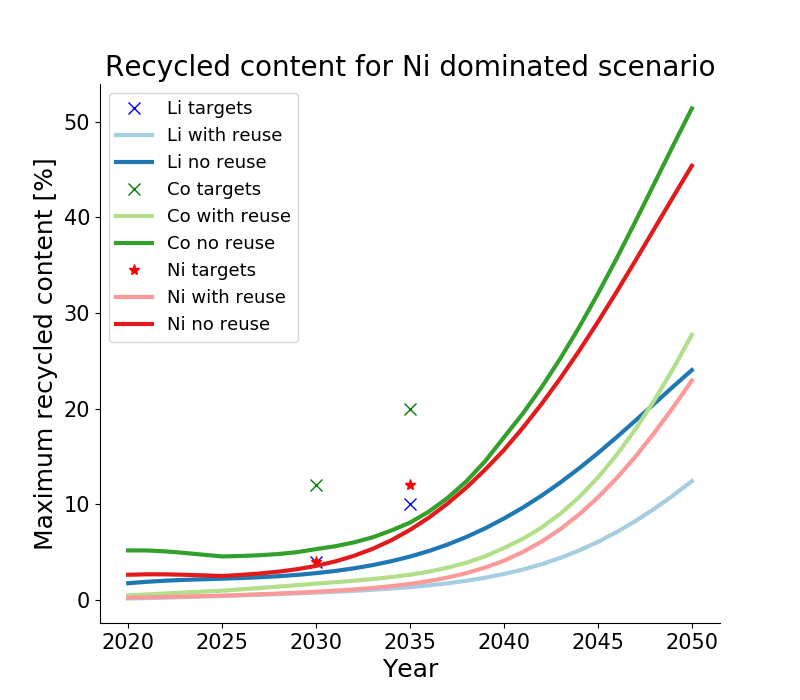 Recycled content for Ni dominated scenario
Maximum recycled content [%]
50
40
30
20
10
0
Li targets
Li with reuse
Li no reuse
Co targets
Co with reuse
Co no reuse
Ni targets
Ni with reuse
Ni no reuse
2020 2025 2030 2035 2040 2045 2050
Year